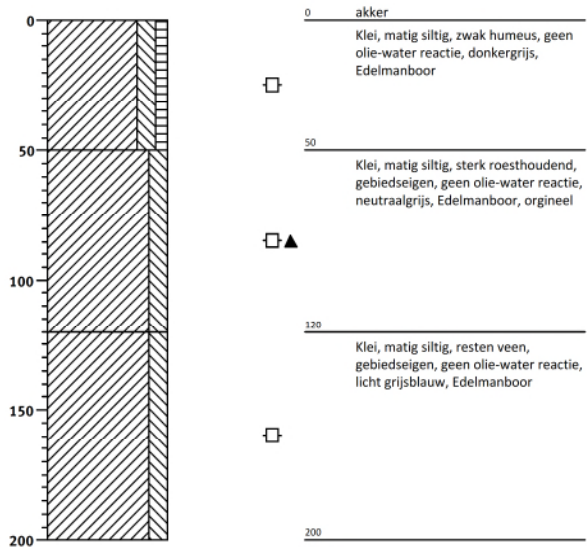 0
0 akker
Klei, matig siltig, zwak humeus, geen
olie-water reactie, donkergrijs,
Edelmanboor
50
50
Klei, matig siltig, sterk roesthoudend,
gebiedseigen, geen olie-water reactie,
neutraalgrijs, Edelmanboor, orgineel
100
120
Klei, matig siltig, resten veen,
gebiedseigen, geen olie-water reactie,
licht grijsblauw, Edelmanboor
150
200
200